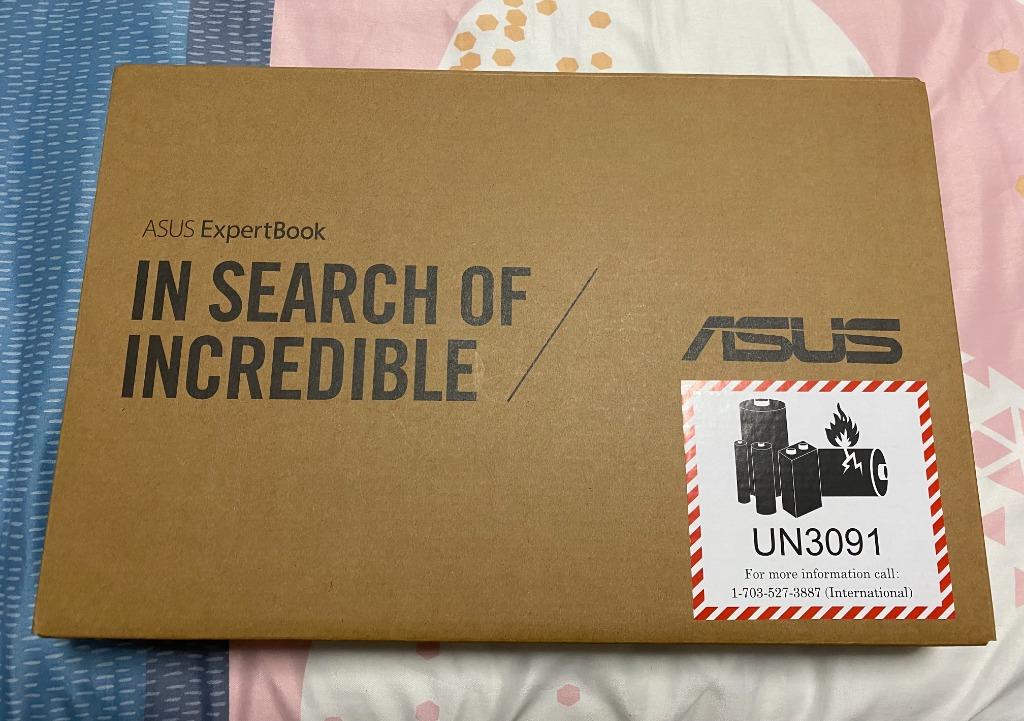 ASUS ExpertBook
IN SEARCH OF
INCREDIBLE
ASUS
UN3091
For more information call:
1-703-527-3887 (International)